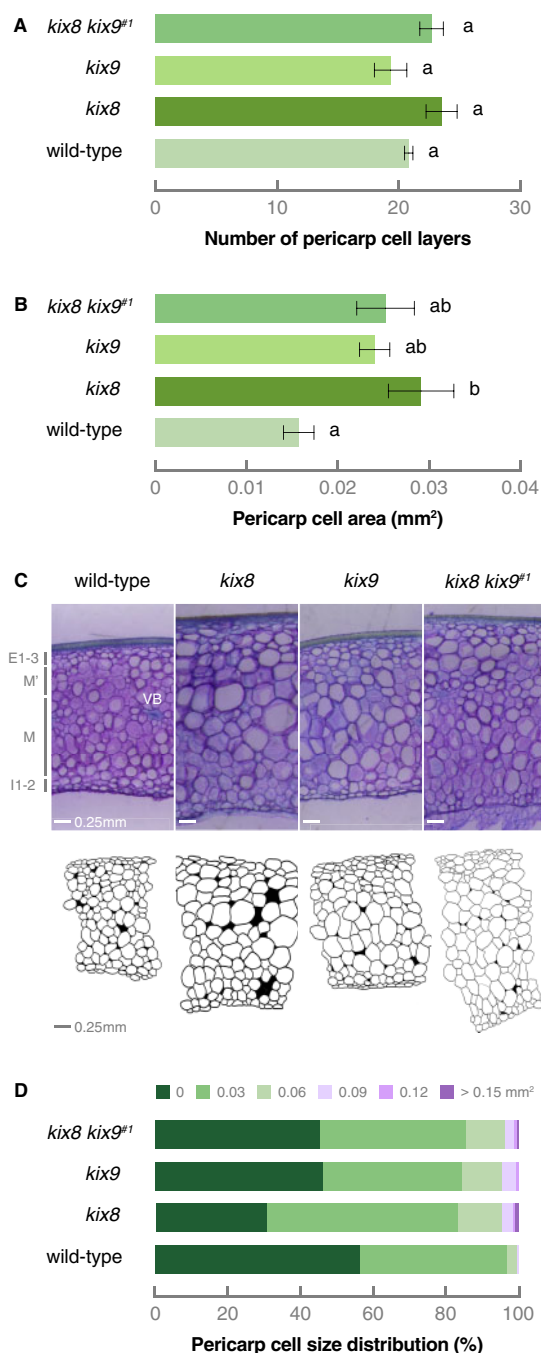 A kix8 kix9#1 a
kix9 a
kix8 a
wild-type a
0 10 20 30
Number of pericarp cell layers
B kix8 kix9#1 ab
kix9 ab
kix8 b
wild-type a
0 0.01 0.02 0.03 0.04
Pericarp cell area (mm²)
C wild-type kix8 kix9 kix8 kix9#1
E1-3
M'
VB
M
I1-2
0.25mm
0.25mm
D 0 0.03 0.06 0.09 0.12 > 0.15 mm²
kix8 kix9#1
kix9
kix8
wild-type
0 20 40 60 80 100
Pericarp cell size distribution (%)